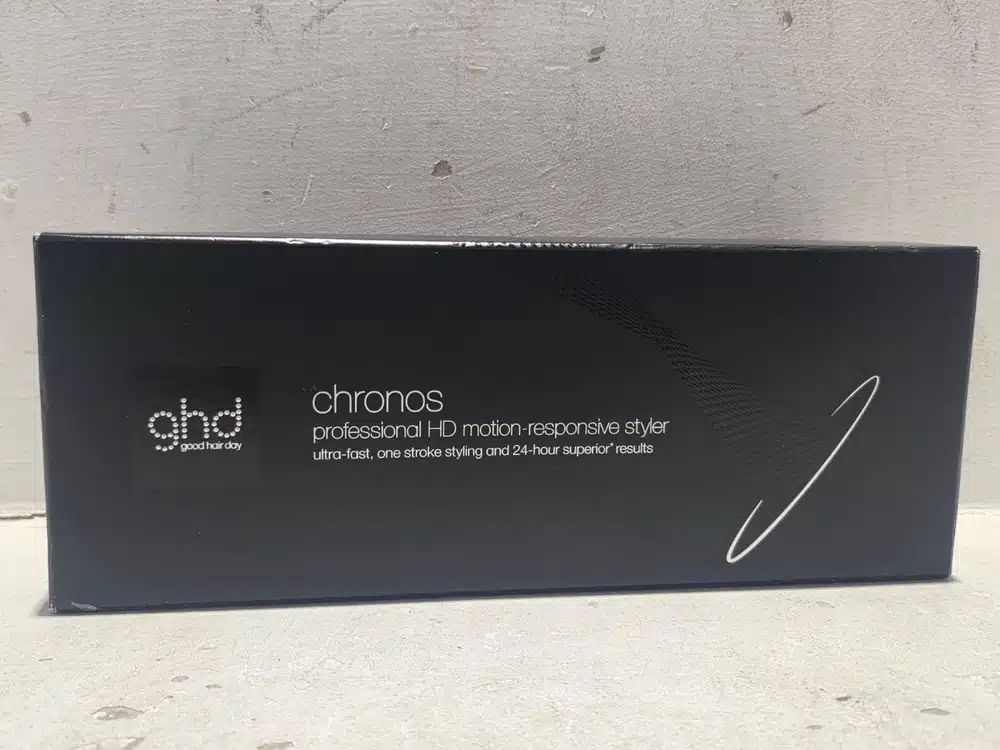 ghd
good hair day
chronos
professional HD motion-responsive styler
ultra-fast, one stroke styling and 24-hour superior* results